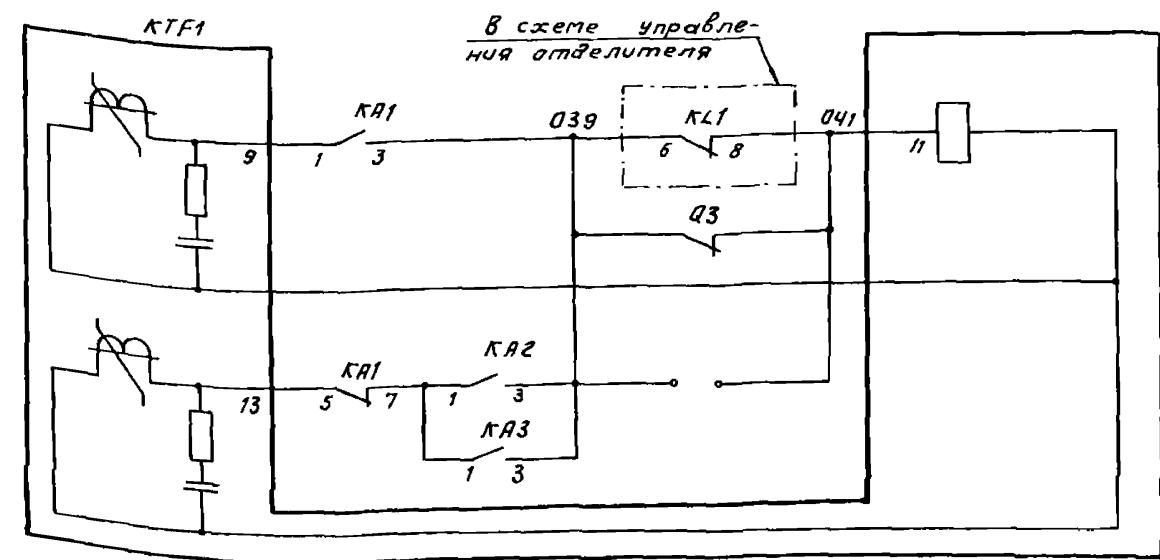 KTF1
В схеме управле-
ния отделителя
KA1
039
KL1
041
9
1
3
6
8
11
Q3
KA1
KA2
13
5
7
1
3
KA3
1
3